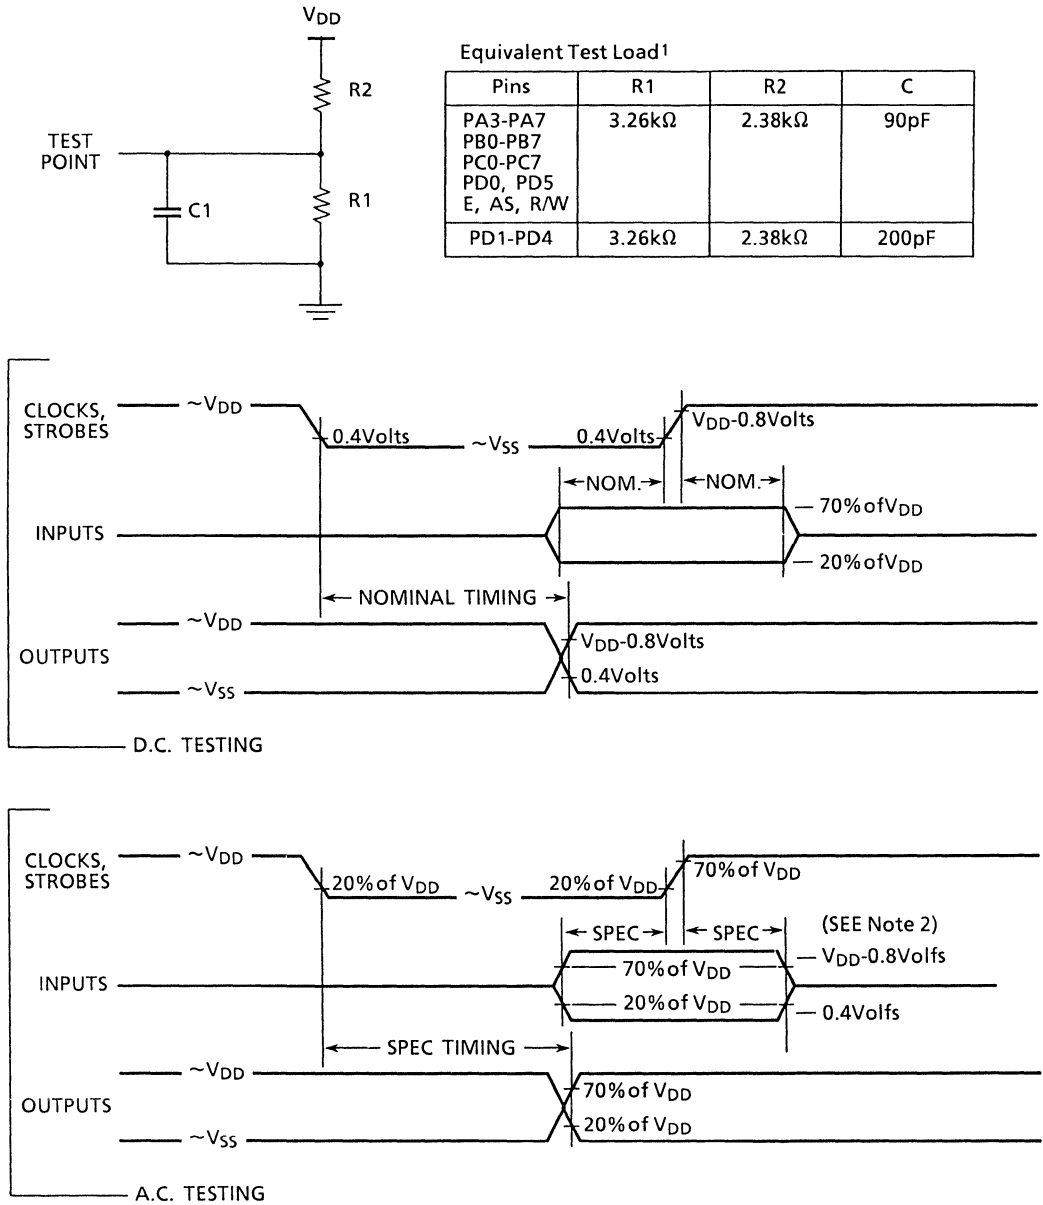 VDD
R2
TEST
POINT
C1
R1
Equivalent Test Load1
Pins R1 R2 C
PA3-PA7 3.26kΩ 2.38kΩ 90pF
PB0-PB7
PC0-PC7
PD0, PD5
E, AS, R/W
PD1-PD4 3.26kΩ 2.38kΩ 200pF
CLOCKS,
STROBES
~VDD
0.4Volts
~VSS
0.4Volts
VDD-0.8Volts
NOM.
NOM.
INPUTS
70%ofVDD
20%ofVDD
NOMINAL TIMING
OUTPUTS
~VDD
VDD-0.8Volts
0.4Volts
~VSS
D.C. TESTING
CLOCKS,
STROBES
~VDD
20%of VDD
~VSS
20%of VDD
70%of VDD
SPEC
SPEC
(SEE Note 2)
INPUTS
VDD-0.8Volfs
70%of VDD
20%of VDD
0.4Volfs
SPEC TIMING
OUTPUTS
~VDD
70%of VDD
20%of VDD
~VSS
A.C. TESTING